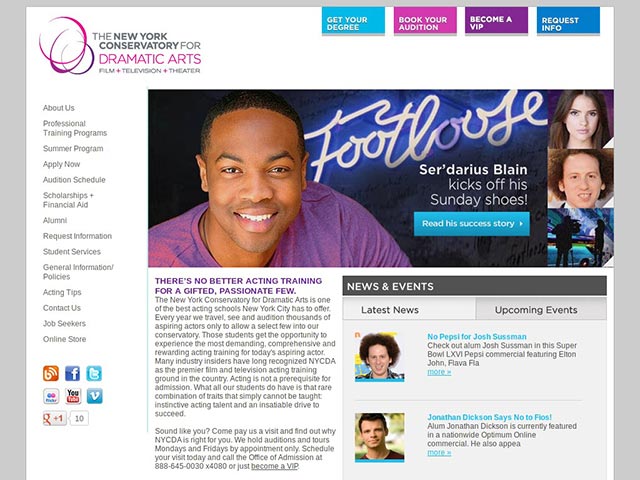 THE NEW YORK
CONSERVATORY FOR
DRAMATIC ARTS
FILM + TELEVISION + THEATER
GET YOUR
DEGREE
BOOK YOUR
AUDITION
BECOME A
VIP
REQUEST
INFO
About Us
Professional
Training Programs
Summer Program
Apply Now
Audition Schedule
Scholarships +
Financial Aid
Alumni
Request Information
Student Services
General Information/
Policies
Acting Tips
Contact Us
Job Seekers
Online Store
You
Tube
g +1
10
Footloose
Ser'darius Blain
kicks off his
Sunday shoes!
Read his success story
THERE'S NO BETTER ACTING TRAINING
FOR A GIFTED, PASSIONATE FEW.
The New York Conservatory for Dramatic Arts is one
of the best acting schools New York City has to offer.
Every year we travel, see and audition thousands of
aspiring actors only to allow a select few into our
conservatory. Those students get the opportunity to
experience the most demanding, comprehensive and
rewarding acting training for today's aspiring actor.
Many industry insiders have long recognized NYCDA
as the premier film and television acting training
ground in the country. Acting is not a prerequisite for
admission. What all our students do have is that rare
combination of traits that simply cannot be taught:
instinctive acting talent and an insatiable drive to
succeed.
Sound like you? Come pay us a visit and find out why
NYCDA is right for you. We hold auditions and tours
Mondays and Fridays by appointment only. Schedule
your visit today and call the Office of Admission at
888-645-0030 x4080 or just become a VIP.
NEWS & EVENTS
Latest News
Upcoming Events
No Pepsi for Josh Sussman
Check out alum Josh Sussman in this Super
Bowl LXVI Pepsi commercial featuring Elton
John, Flava Fla
more »
Jonathan Dickson Says No to Fios!
Alum Jonathan Dickson is currently featured
in a nationwide Optimum Online
commercial. He also appea
more »